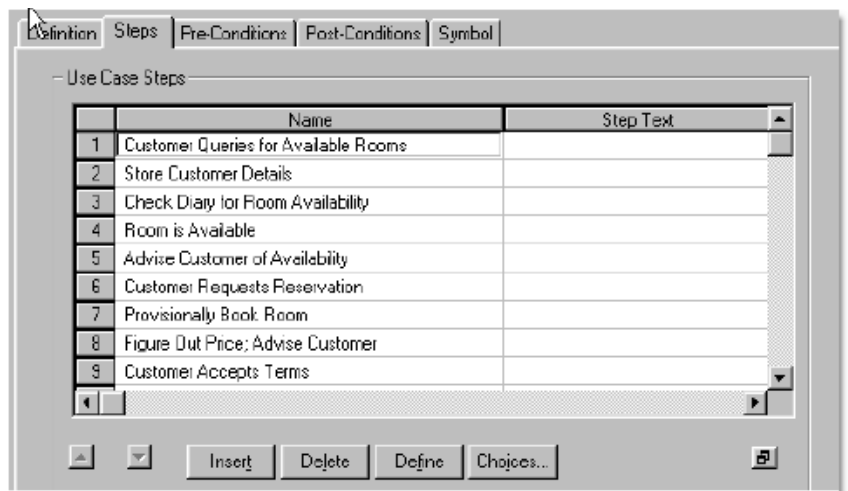 Definition Steps Pre-Conditions Post-Conditions Symbol
Use Case Steps
Name Step Text
1 Customer Queries for Available Rooms
2 Store Customer Details
3 Check Diary for Room Availability
4 Room is Available
5 Advise Customer of Availability
6 Customer Requests Reservation
7 Provisionally Book Room
8 Figure Out Price; Advise Customer
9 Customer Accepts Terms
Insert Delete Define Choices...